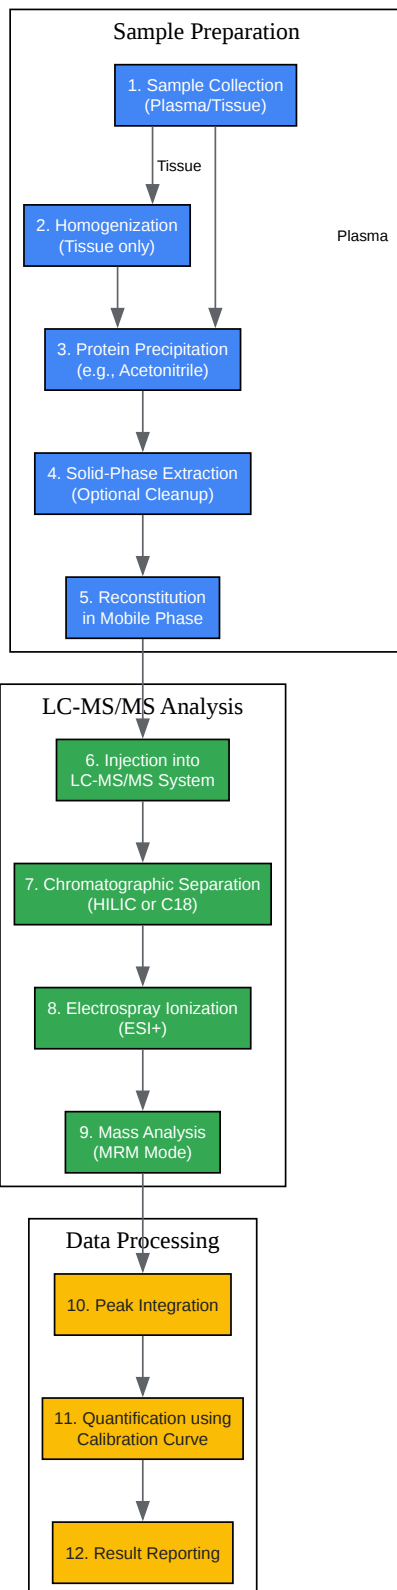 Sample Preparation
1. Sample Collection
(Plasma/Tissue)
Tissue
2. Homogenization
(Tissue only)
Plasma
3. Protein Precipitation
(e.g., Acetonitrile)
4. Solid-Phase Extraction
(Optional Cleanup)
5. Reconstitution
in Mobile Phase
LC-MS/MS Analysis
6. Injection into
LC-MS/MS System
7. Chromatographic Separation
(HILIC or C18)
8. Electrospray Ionization
(ESI+)
9. Mass Analysis
(MRM Mode)
Data Processing
10. Peak Integration
11. Quantification using
Calibration Curve
12. Result Reporting